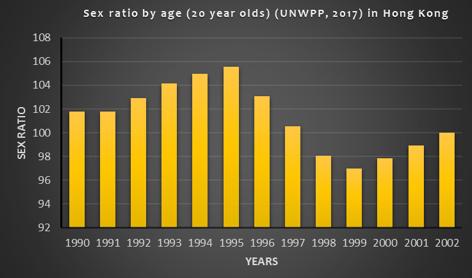 Sex ratio by age (20 year olds) (UNWPP, 2017) in Hong Kong
108
106
104
102
100
98
96
94
92
SEX RATIO
1990 1991 1992 1993 1994 1995 1996 1997 1998 1999 2000 2001 2002
YEARS